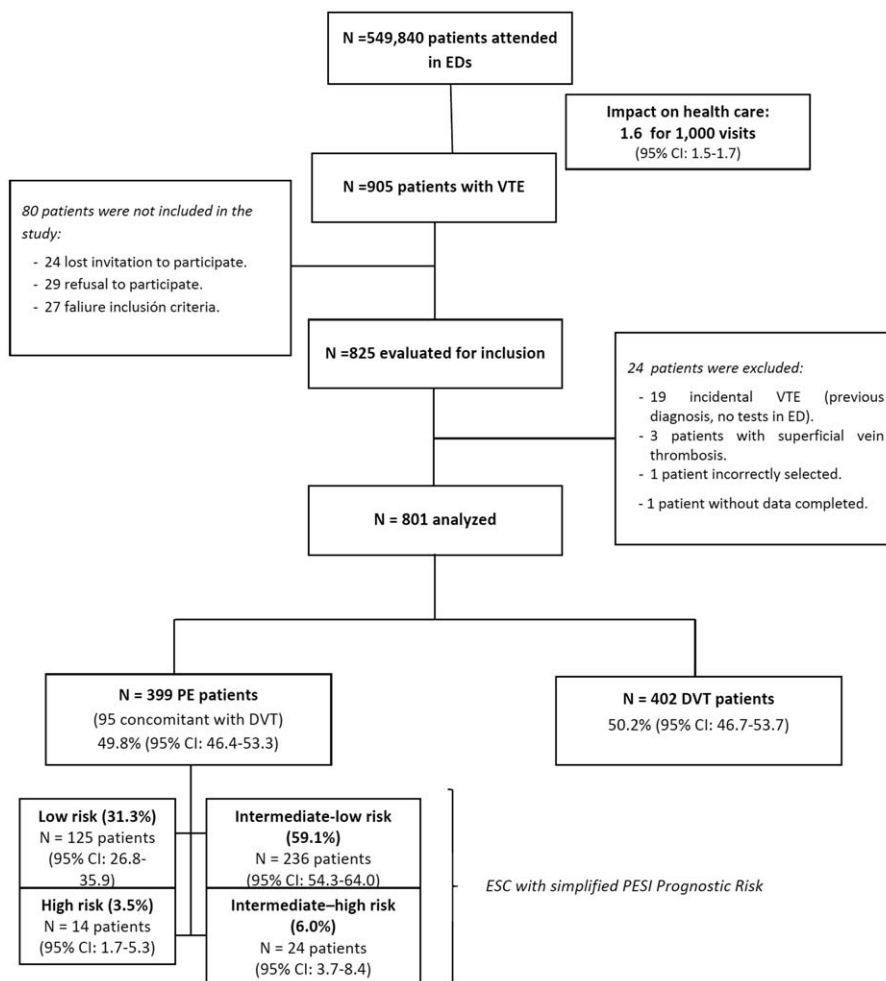 N =549,840 patients attended
in EDs
Impact on health care:
1.6 for 1,000 visits
(95% CI: 1.5-1.7)
N =905 patients with VTE
80 patients were not included in the
study:
- 24 lost invitation to participate.
- 29 refusal to participate.
- 27 faliure inclusión criteria.
N =825 evaluated for inclusion
24 patients were excluded:
- 19 incidental VTE (previous
diagnosis, no tests in ED).
- 3 patients with superficial vein
thrombosis.
- 1 patient incorrectly selected.
- 1 patient without data completed.
N = 801 analyzed
N = 399 PE patients
(95 concomitant with DVT)
49.8% (95% CI: 46.4-53.3)
N = 402 DVT patients
50.2% (95% CI: 46.7-53.7)
Low risk (31.3%)
N = 125 patients
(95% CI: 26.8-
35.9)
Intermediate-low risk
(59.1%)
N = 236 patients
(95% CI: 54.3-64.0)
High risk (3.5%)
N = 14 patients
(95% CI: 1.7-5.3)
Intermediate–high risk
(6.0%)
N = 24 patients
(95% CI: 3.7-8.4)
ESC with simplified PESI Prognostic Risk